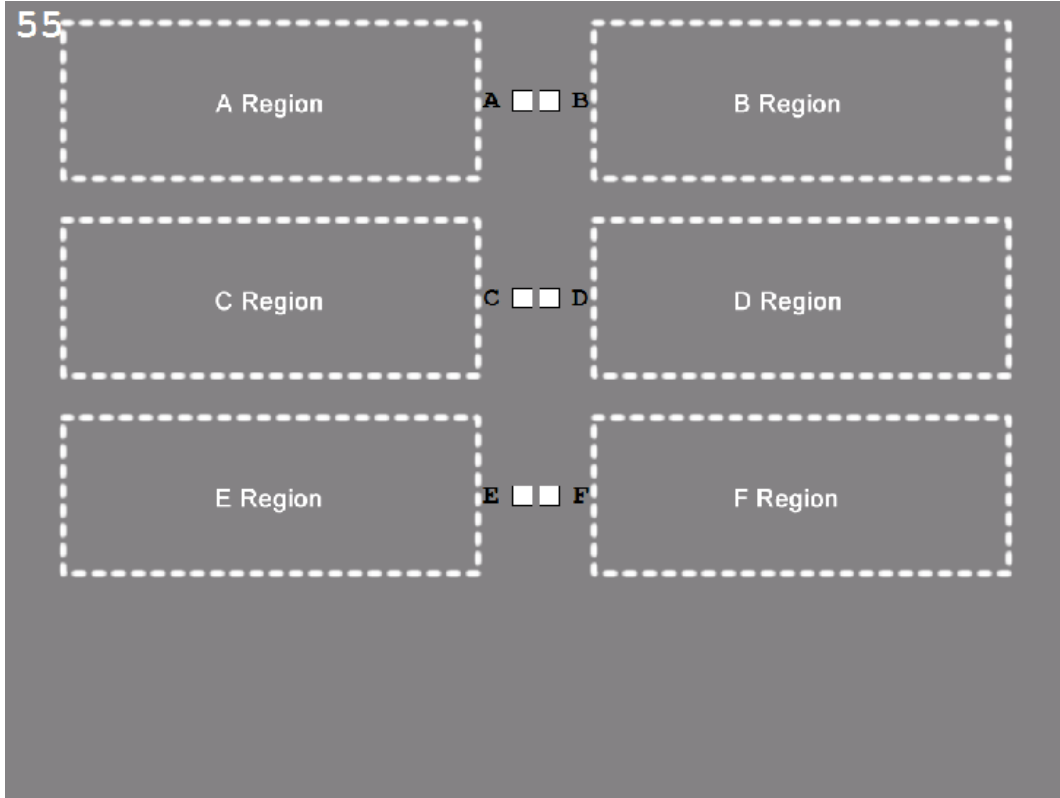 55
A Region
A B
B Region
C Region
C D
D Region
E Region
E F
F Region